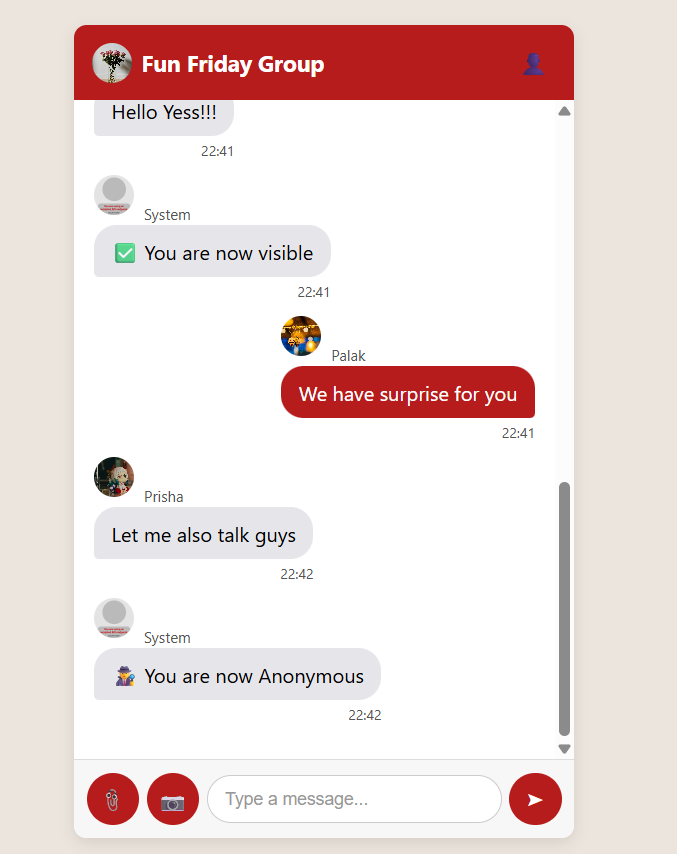 Fun Friday Group
Hello Yess!!!
22:41
System
✅ You are now visible
22:41
Palak
We have surprise for you
22:41
Prisha
Let me also talk guys
22:42
System
🕵️ You are now Anonymous
22:42
Type a message...